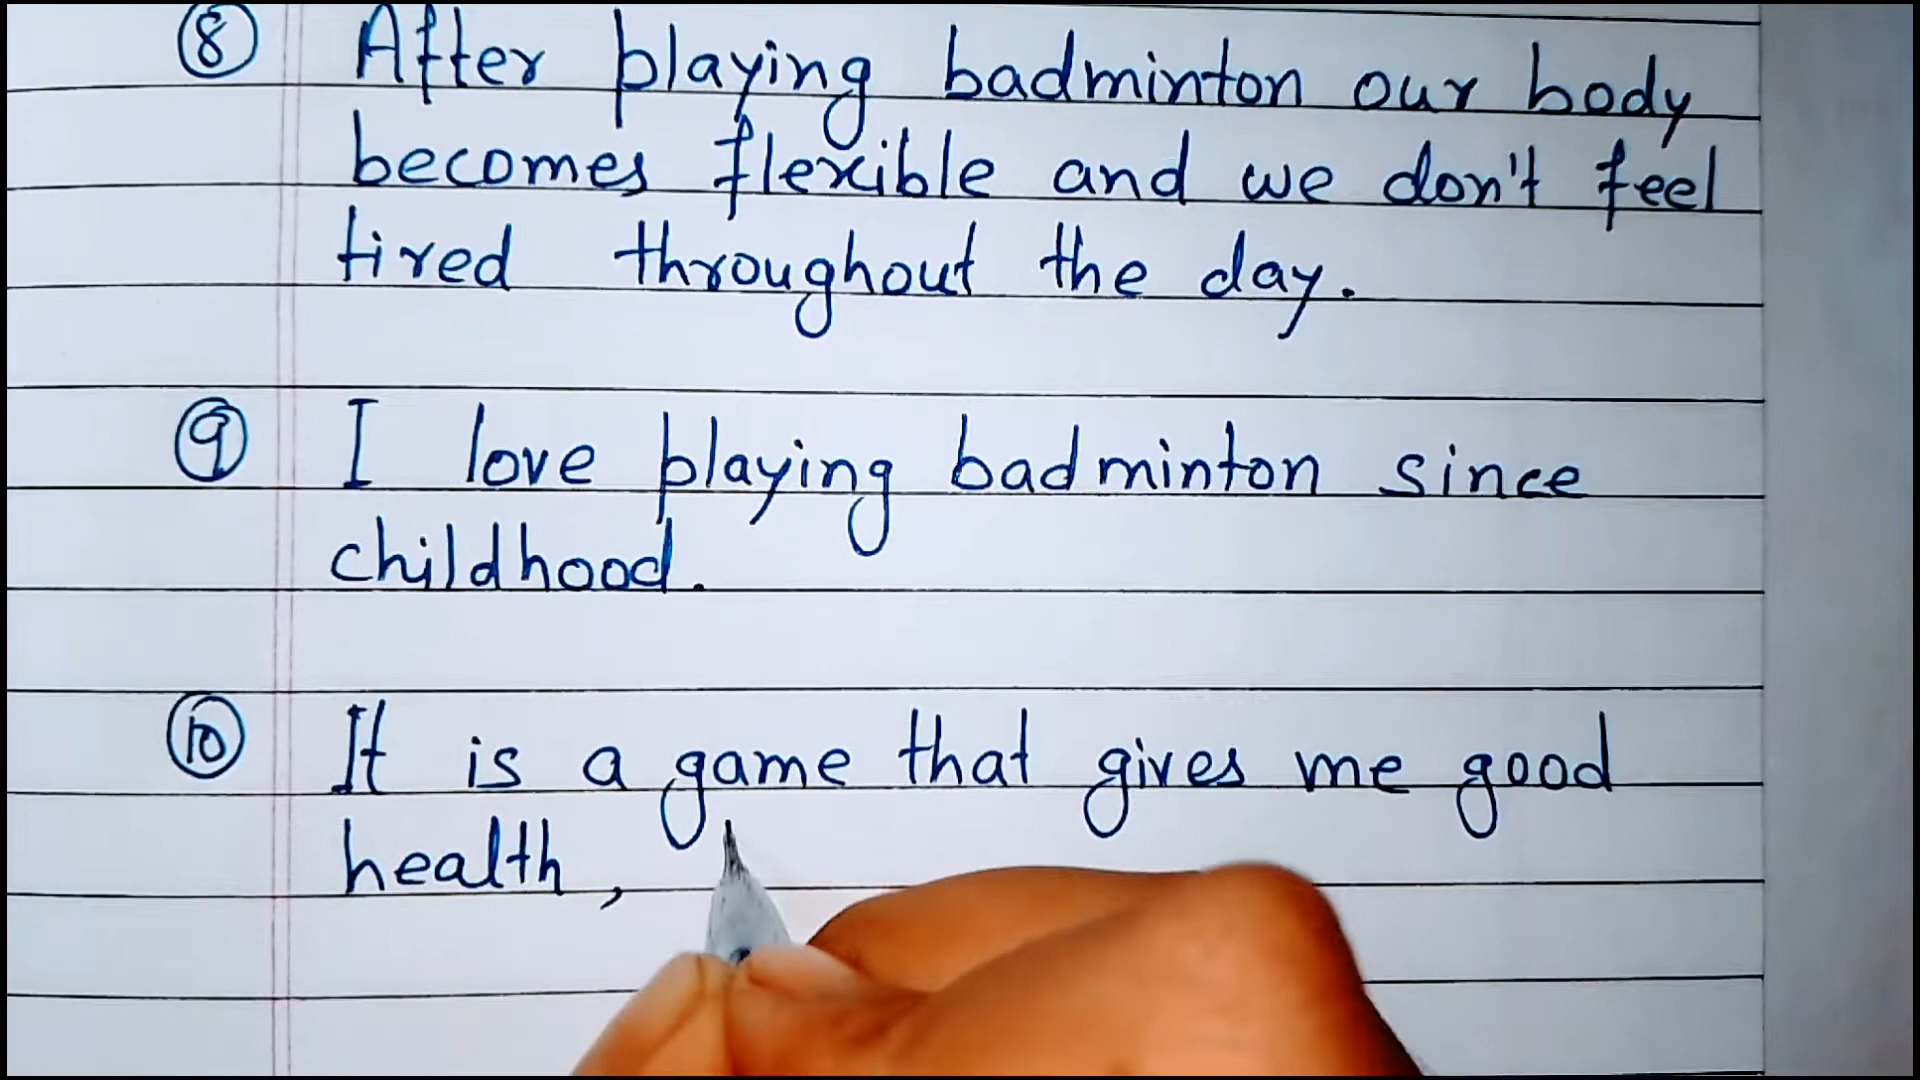 ⑧ After playing badminton our body
becomes flexible and we don't feel
tired throughout the day.
⑨ I love playing badminton since
childhood.
⑩ It is a game that gives me good
health,